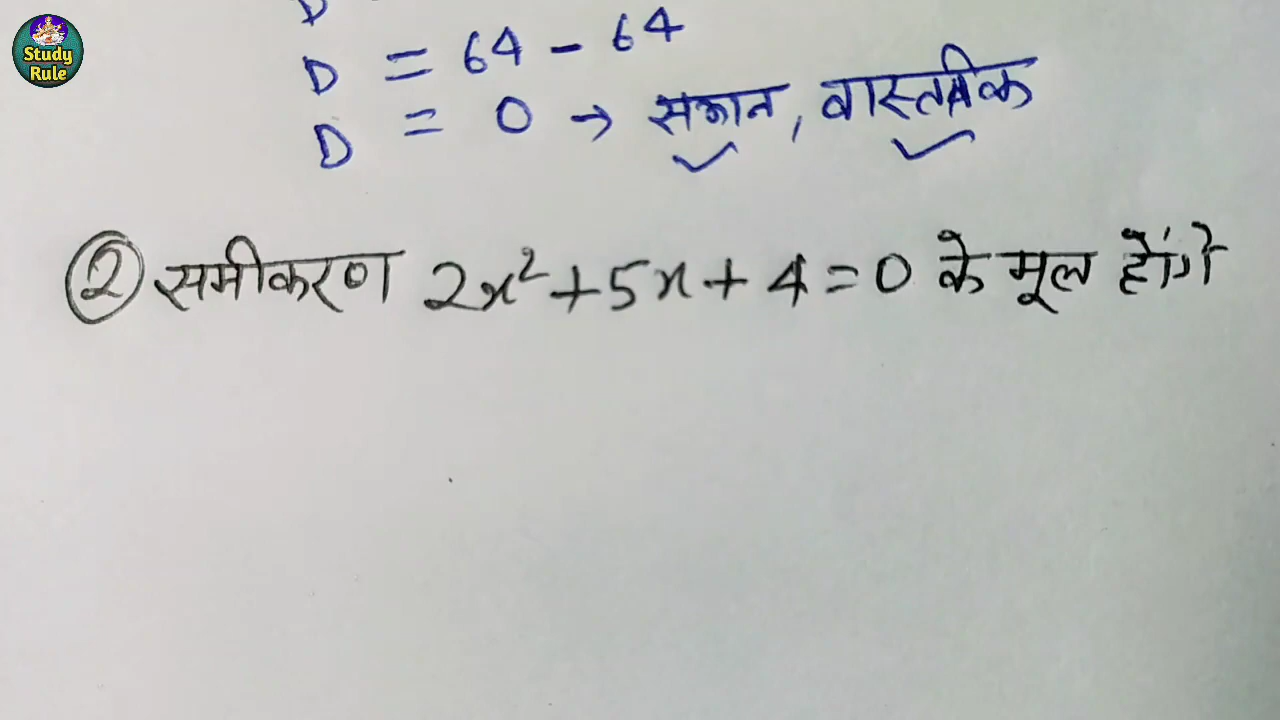 Study
Rule
D = 64 - 64
D = 0 → समान, वास्तविक
② समीकरण 2x²+5x+4=0 के मूल होंगे